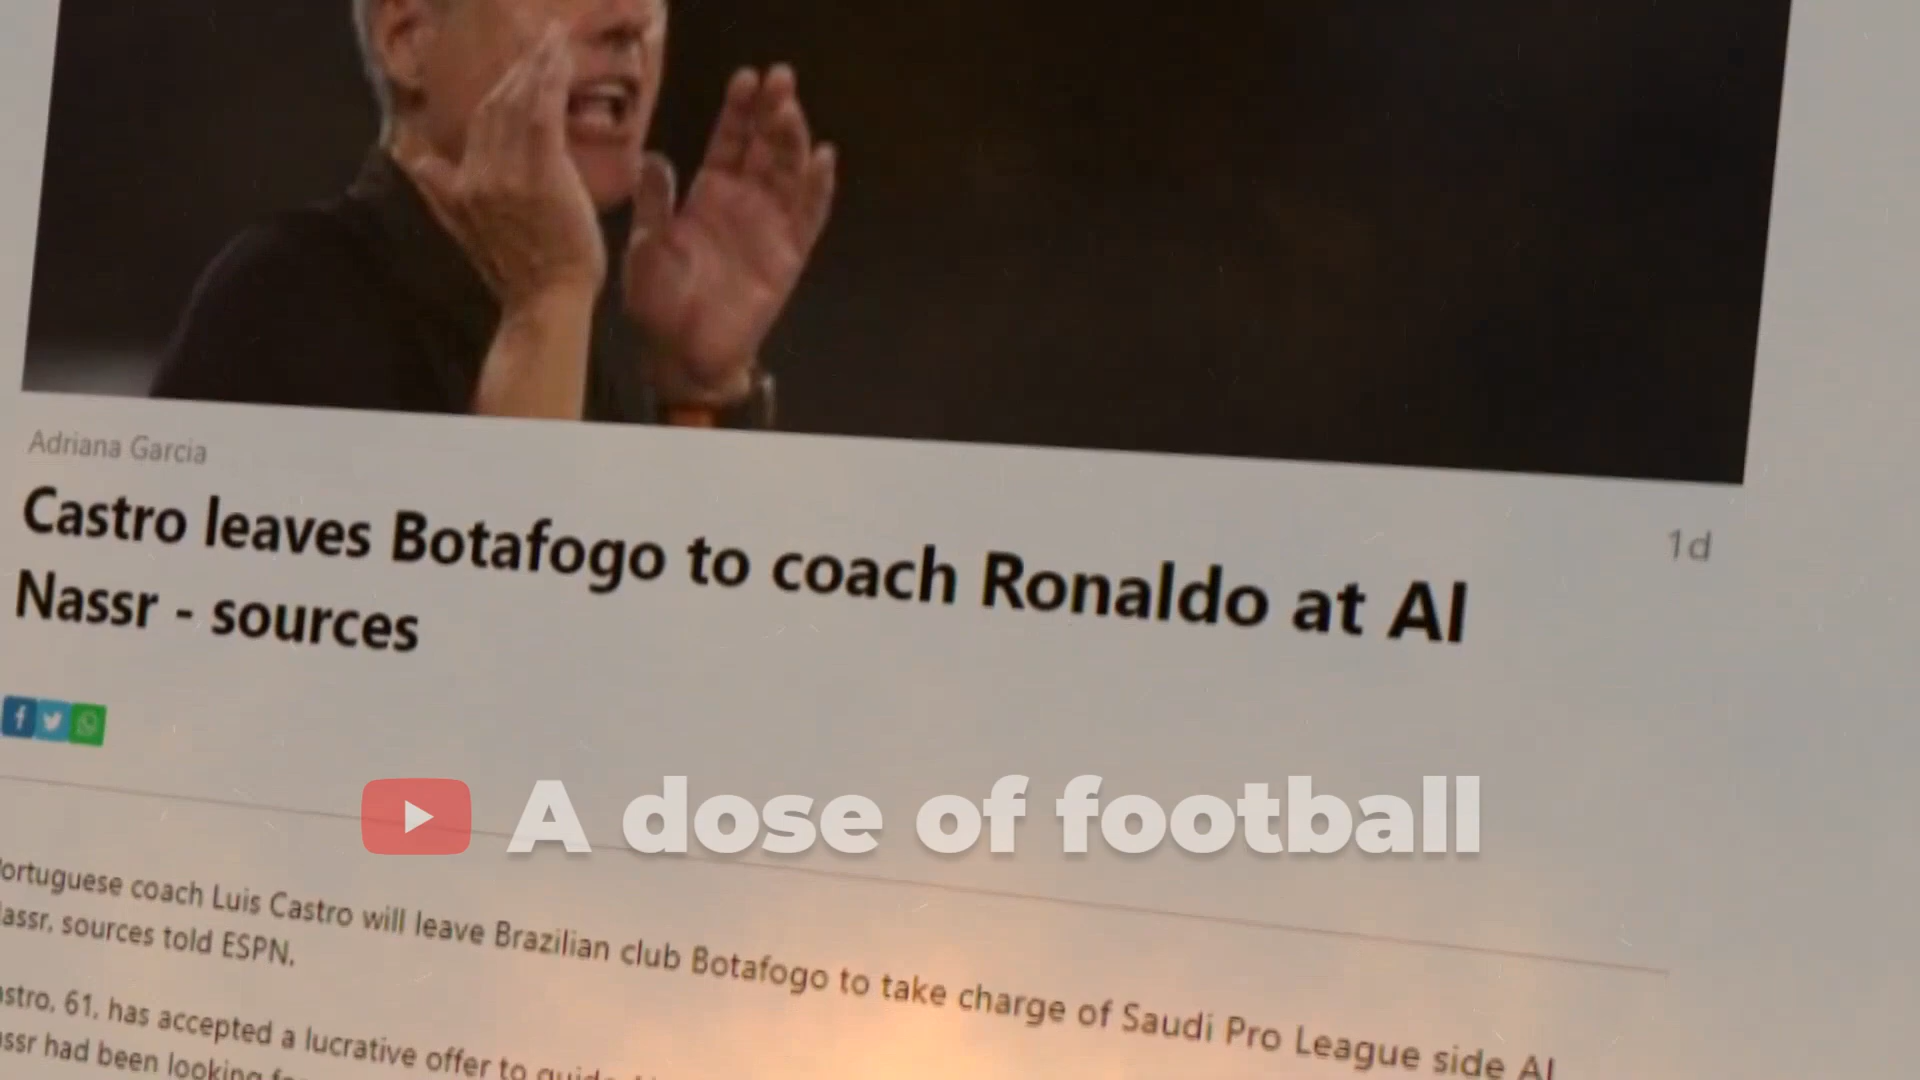 Adriana Garcia
1d
Castro leaves Botafogo to coach Ronaldo at Al
Nassr - sources
A dose of football
ortuguese coach Luis Castro will leave Brazilian club Botafogo to take charge of Saudi Pro League side Al
assr, sources told ESPN.
stro, 61, has accepted a lucrative offer to
ssr had been looking